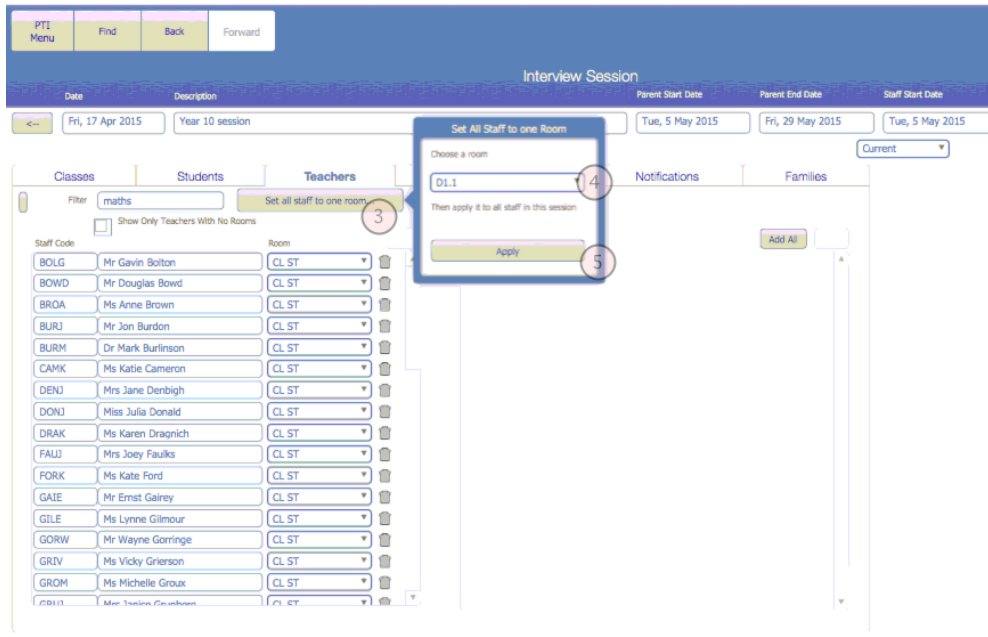 PTI Menu Find Back Forward
Interview Session
Date Description Parent Start Date Parent End Date Staff Start Date
<-- Fri, 17 Apr 2015 Year 10 session Tue, 5 May 2015 Fri, 29 May 2015 Tue, 5 May 2015
Current
Set All Staff to one Room
Choose a room
D1.1 4
Then apply it to all staff in this session
Apply 5
Classes Students Teachers Notifications Families
Filter maths Set all staff to one room 3
Show Only Teachers With No Rooms
Add All
Staff Code Room
BOLG Mr Gavin Bolton CL ST
BOWD Mr Douglas Bowd CL ST
BROA Ms Anne Brown CL ST
BURJ Mr Jon Burdon CL ST
BURM Dr Mark Burlinson CL ST
CAMK Ms Katie Cameron CL ST
DENJ Mrs Jane Denbigh CL ST
DONJ Miss Julia Donald CL ST
DRAK Ms Karen Dragnich CL ST
FAUJ Mrs Joey Faulks CL ST
FORK Ms Kate Ford CL ST
GAIE Mr Ernst Gairey CL ST
GILE Ms Lynne Gilmour CL ST
GORW Mr Wayne Gorringe CL ST
GRIV Ms Vicky Grierson CL ST
GROM Ms Michelle Groux CL ST
GRUJ Mrs Janice Grunberg CL ST